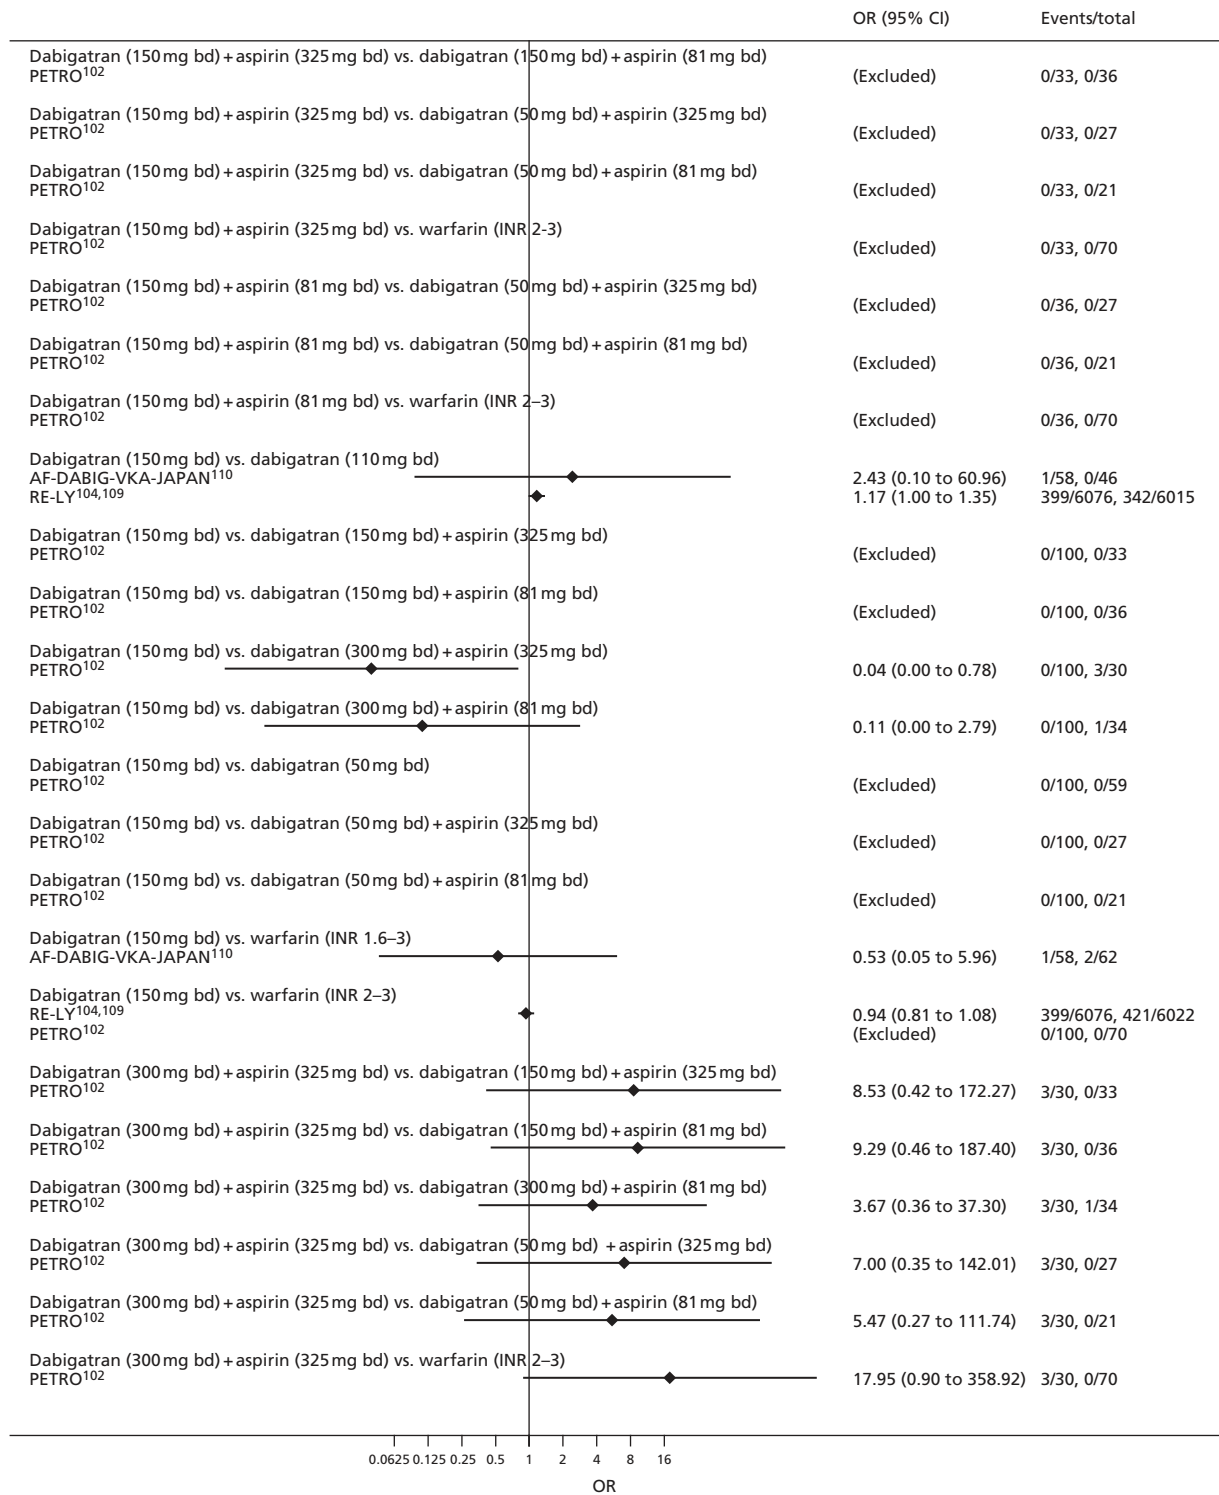 OR (95% CI) Events/total
Dabigatran (150 mg bd) + aspirin (325 mg bd) vs. dabigatran (150 mg bd) + aspirin (81 mg bd)
PETRO102 (Excluded) 0/33, 0/36
Dabigatran (150 mg bd) + aspirin (325 mg bd) vs. dabigatran (50 mg bd) + aspirin (325 mg bd)
PETRO102 (Excluded) 0/33, 0/27
Dabigatran (150 mg bd) + aspirin (325 mg bd) vs. dabigatran (50 mg bd) + aspirin (81 mg bd)
PETRO102 (Excluded) 0/33, 0/21
Dabigatran (150 mg bd) + aspirin (325 mg bd) vs. warfarin (INR 2-3)
PETRO102 (Excluded) 0/33, 0/70
Dabigatran (150 mg bd) + aspirin (81 mg bd) vs. dabigatran (50 mg bd) + aspirin (325 mg bd)
PETRO102 (Excluded) 0/36, 0/27
Dabigatran (150 mg bd) + aspirin (81 mg bd) vs. dabigatran (50 mg bd) + aspirin (81 mg bd)
PETRO102 (Excluded) 0/36, 0/21
Dabigatran (150 mg bd) + aspirin (81 mg bd) vs. warfarin (INR 2–3)
PETRO102 (Excluded) 0/36, 0/70
Dabigatran (150 mg bd) vs. dabigatran (110 mg bd)
AF-DABIG-VKA-JAPAN110 2.43 (0.10 to 60.96) 1/58, 0/46
RE-LY104,109 1.17 (1.00 to 1.35) 399/6076, 342/6015
Dabigatran (150 mg bd) vs. dabigatran (150 mg bd) + aspirin (325 mg bd)
PETRO102 (Excluded) 0/100, 0/33
Dabigatran (150 mg bd) vs. dabigatran (150 mg bd) + aspirin (81 mg bd)
PETRO102 (Excluded) 0/100, 0/36
Dabigatran (150 mg bd) vs. dabigatran (300 mg bd) + aspirin (325 mg bd)
PETRO102 0.04 (0.00 to 0.78) 0/100, 3/30
Dabigatran (150 mg bd) vs. dabigatran (300 mg bd) + aspirin (81 mg bd)
PETRO102 0.11 (0.00 to 2.79) 0/100, 1/34
Dabigatran (150 mg bd) vs. dabigatran (50 mg bd)
PETRO102 (Excluded) 0/100, 0/59
Dabigatran (150 mg bd) vs. dabigatran (50 mg bd) + aspirin (325 mg bd)
PETRO102 (Excluded) 0/100, 0/27
Dabigatran (150 mg bd) vs. dabigatran (50 mg bd) + aspirin (81 mg bd)
PETRO102 (Excluded) 0/100, 0/21
Dabigatran (150 mg bd) vs. warfarin (INR 1.6–3)
AF-DABIG-VKA-JAPAN110 0.53 (0.05 to 5.96) 1/58, 2/62
Dabigatran (150 mg bd) vs. warfarin (INR 2–3)
RE-LY104,109 0.94 (0.81 to 1.08) 399/6076, 421/6022
PETRO102 (Excluded) 0/100, 0/70
Dabigatran (300 mg bd) + aspirin (325 mg bd) vs. dabigatran (150 mg bd) + aspirin (325 mg bd)
PETRO102 8.53 (0.42 to 172.27) 3/30, 0/33
Dabigatran (300 mg bd) + aspirin (325 mg bd) vs. dabigatran (150 mg bd) + aspirin (81 mg bd)
PETRO102 9.29 (0.46 to 187.40) 3/30, 0/36
Dabigatran (300 mg bd) + aspirin (325 mg bd) vs. dabigatran (300 mg bd) + aspirin (81 mg bd)
PETRO102 3.67 (0.36 to 37.30) 3/30, 1/34
Dabigatran (300 mg bd) + aspirin (325 mg bd) vs. dabigatran (50 mg bd) + aspirin (325 mg bd)
PETRO102 7.00 (0.35 to 142.01) 3/30, 0/27
Dabigatran (300 mg bd) + aspirin (325 mg bd) vs. dabigatran (50 mg bd) + aspirin (81 mg bd)
PETRO102 5.47 (0.27 to 111.74) 3/30, 0/21
Dabigatran (300 mg bd) + aspirin (325 mg bd) vs. warfarin (INR 2–3)
PETRO102 17.95 (0.90 to 358.92) 3/30, 0/70
0.0625 0.125 0.25 0.5 1 2 4 8 16
OR